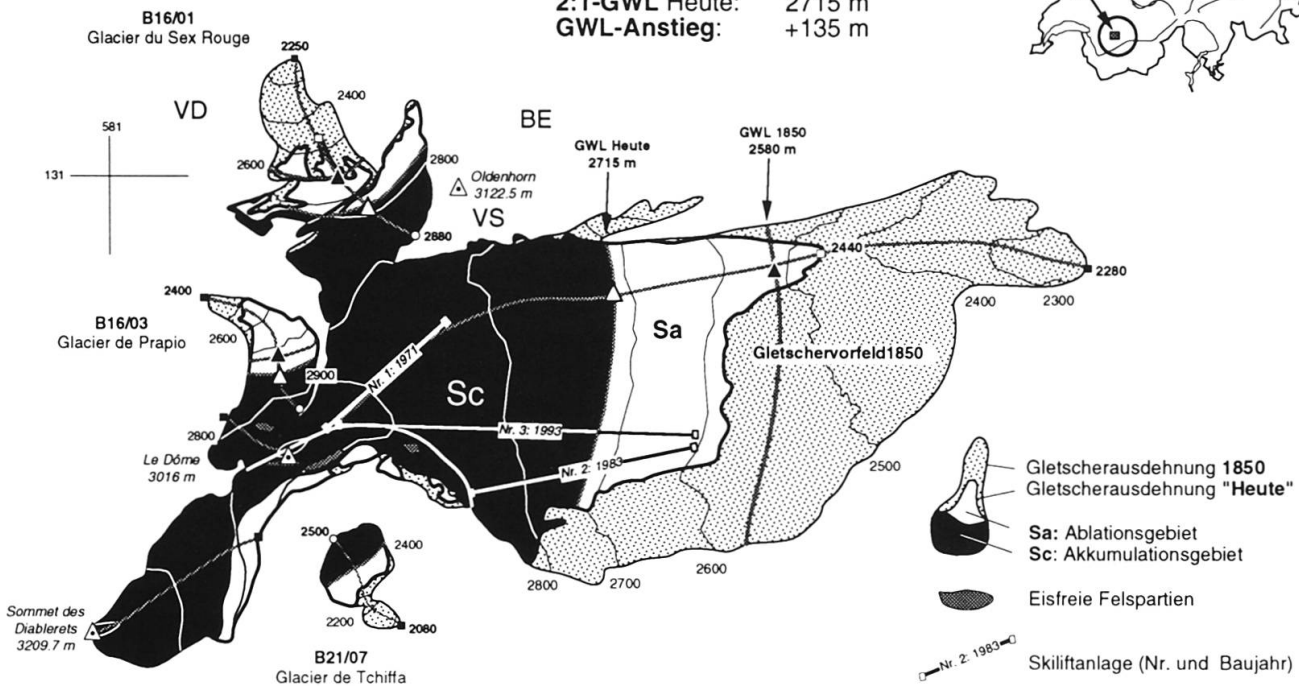 2:1-GWL Heute: 2715 m
GWL-Anstieg: +135 m
B16/01
Glacier du Sex Rouge
2250
2400
VD
BE
581
131
2600
2800
Oldenhorn
3122.5 m
VS
2880
GWL Heute
2715 m
GWL 1850
2580 m
2440
2280
2400
2300
2400
B16/03
Glacier de Prapio
2600
2900
Nr. 1: 1971
Sa
Gletschervorfeld1850
Sc
2800
Nr. 3: 1993
Le Dôme
3016 m
Nr. 2: 1983
2500
2500
2400
2800
2700
2600
2200
2080
Sommet des
Diablerets
3209.7 m
B21/07
Glacier de Tchiffa
Gletscherausdehnung 1850
Gletscherausdehnung "Heute"
Sa: Ablationsgebiet
Sc: Akkumulationsgebiet
Eisfreie Felspartien
Nr. 2: 1983
Skiliftanlage (Nr. und Baujahr)